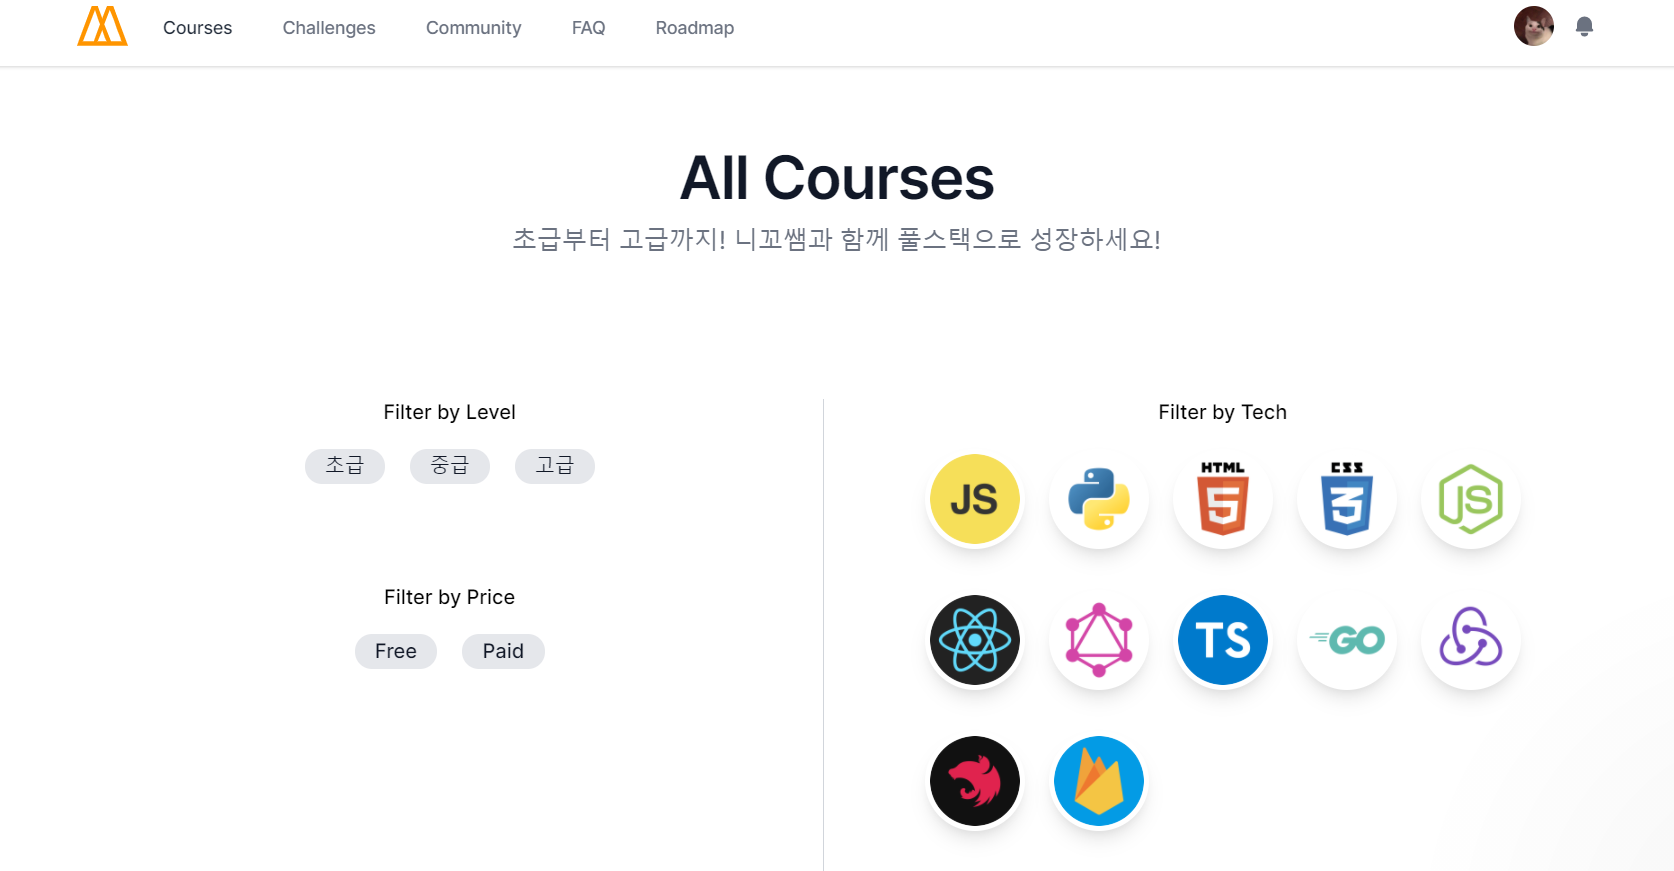 Courses Challenges Community FAQ Roadmap
All Courses
초급부터 고급까지! 니꼬쌤과 함께 풀스택으로 성장하세요!
Filter by Level
초급 중급 고급
Filter by Price
Free Paid
Filter by Tech
JS HTML 5 CSS 3 JS
TS GO